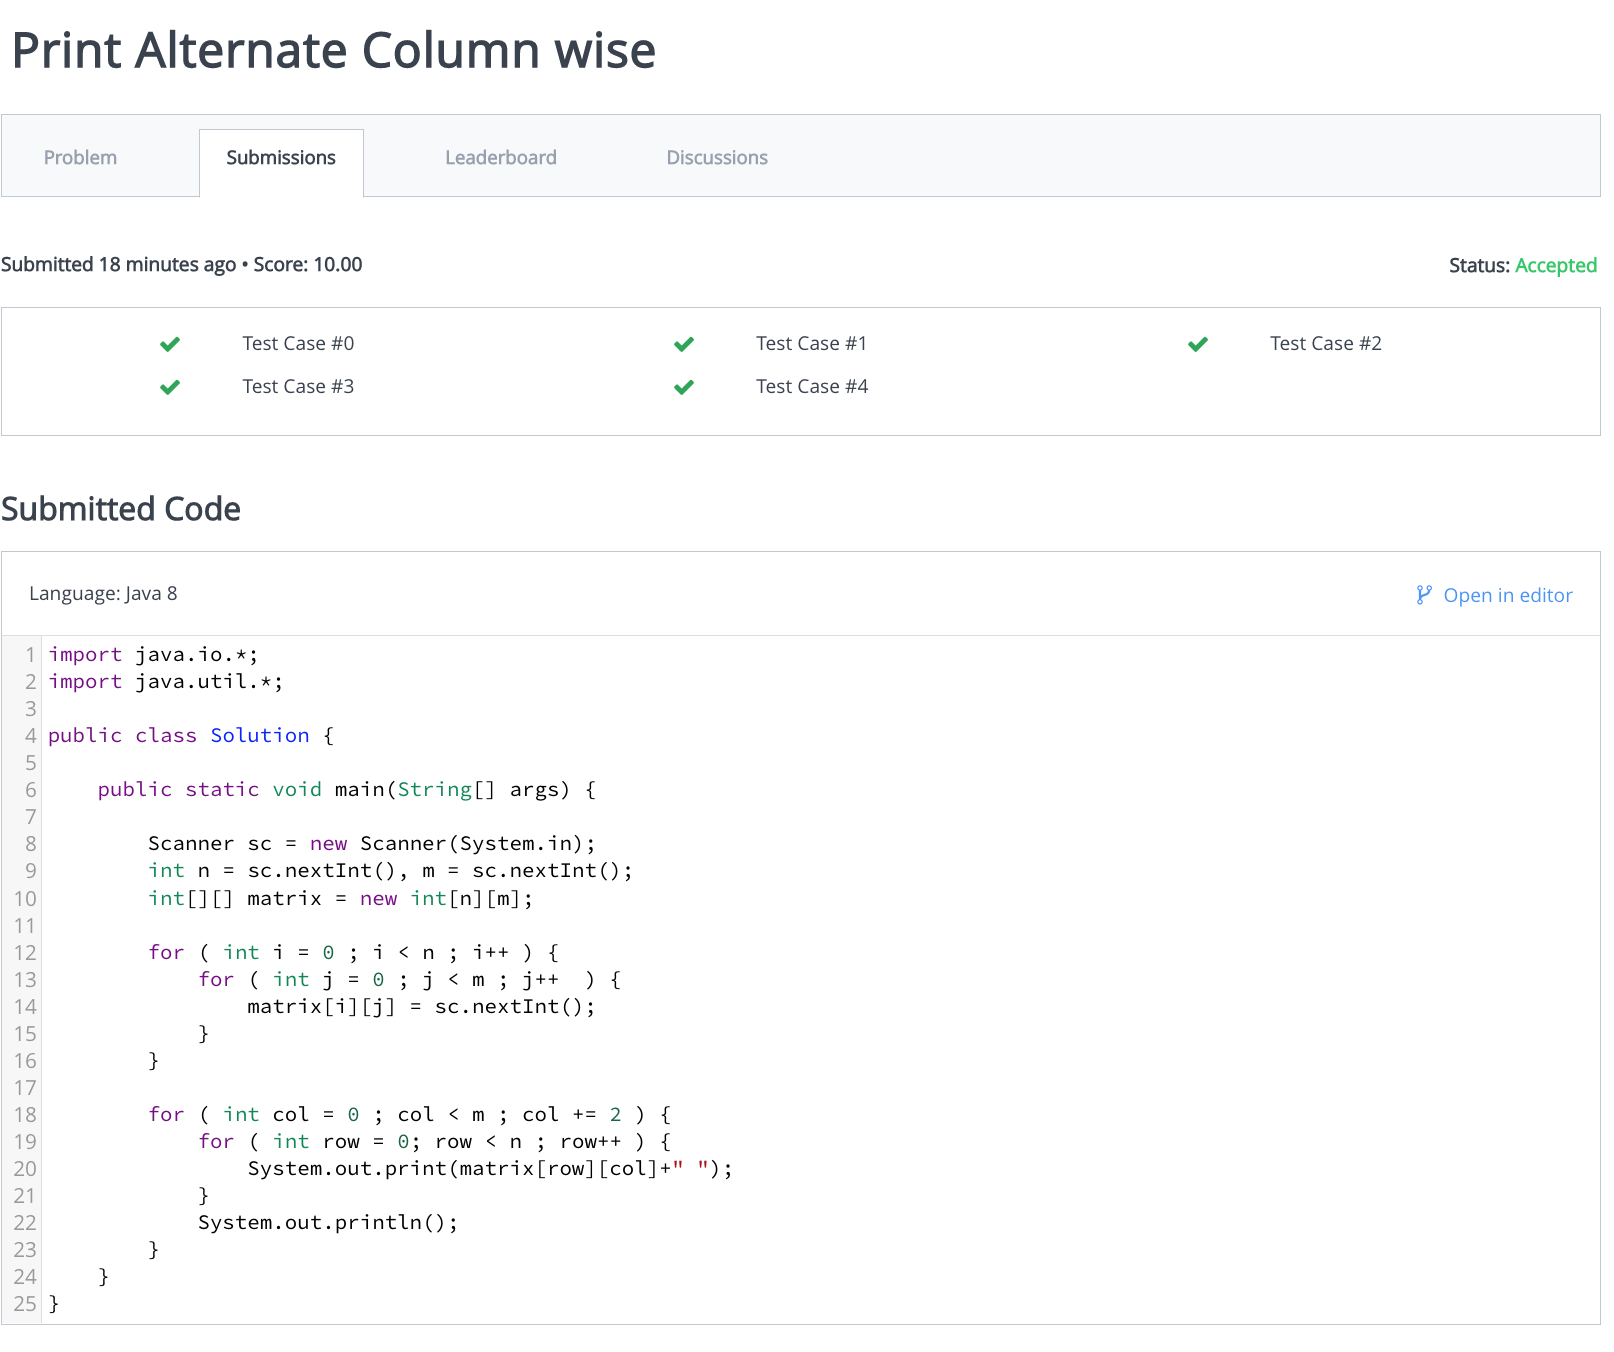 Print Alternate Column wise
Problem Submissions Leaderboard Discussions
Submitted 18 minutes ago • Score: 10.00 Status: Accepted
Test Case #0 Test Case #1 Test Case #2
Test Case #3 Test Case #4
Submitted Code
Language: Java 8 Open in editor
1 import java.io.*;
2 import java.util.*;
3
4 public class Solution {
5
6     public static void main(String[] args) {
7
8         Scanner sc = new Scanner(System.in);
9         int n = sc.nextInt(), m = sc.nextInt();
10         int[][] matrix = new int[n][m];
11
12         for ( int i = 0 ; i < n ; i++ ) {
13             for ( int j = 0 ; j < m ; j++  ) {
14                 matrix[i][j] = sc.nextInt();
15             }
16         }
17
18         for ( int col = 0 ; col < m ; col += 2 ) {
19             for ( int row = 0; row < n ; row++ ) {
20                 System.out.print(matrix[row][col]+" ");
21             }
22             System.out.println();
23         }
24     }
25 }